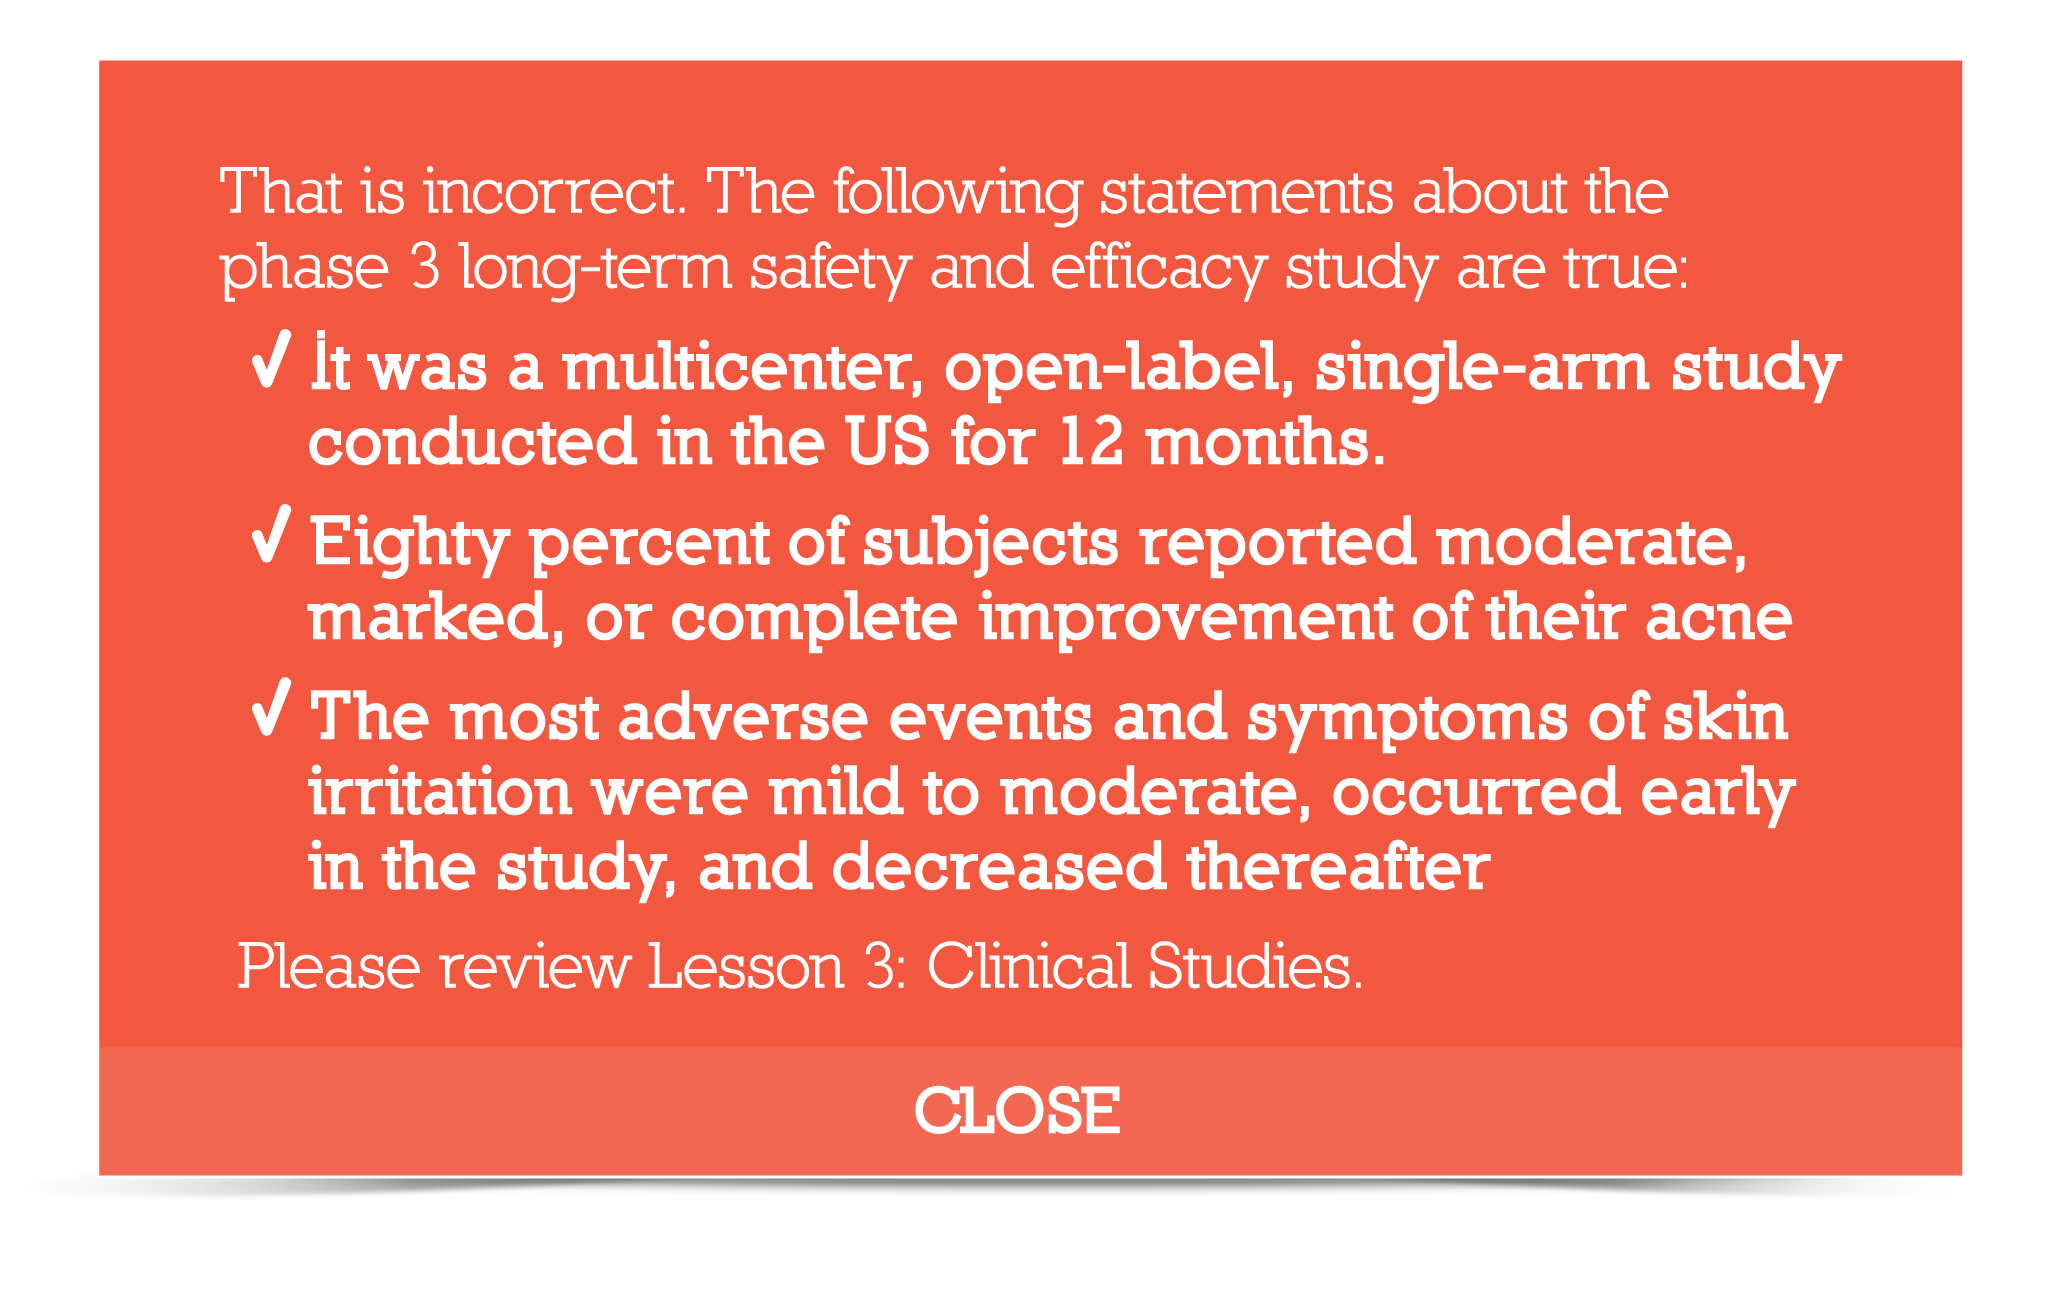 That is incorrect. The following statements about the
phase 3 long-term safety and efficacy study are true:
✓ İt was a multicenter, open-label, single-arm study
conducted in the US for 12 months.
✓ Eighty percent of subjects reported moderate,
marked, or complete improvement of their acne
✓ The most adverse events and symptoms of skin
irritation were mild to moderate, occurred early
in the study, and decreased thereafter
Please review Lesson 3: Clinical Studies.
CLOSE